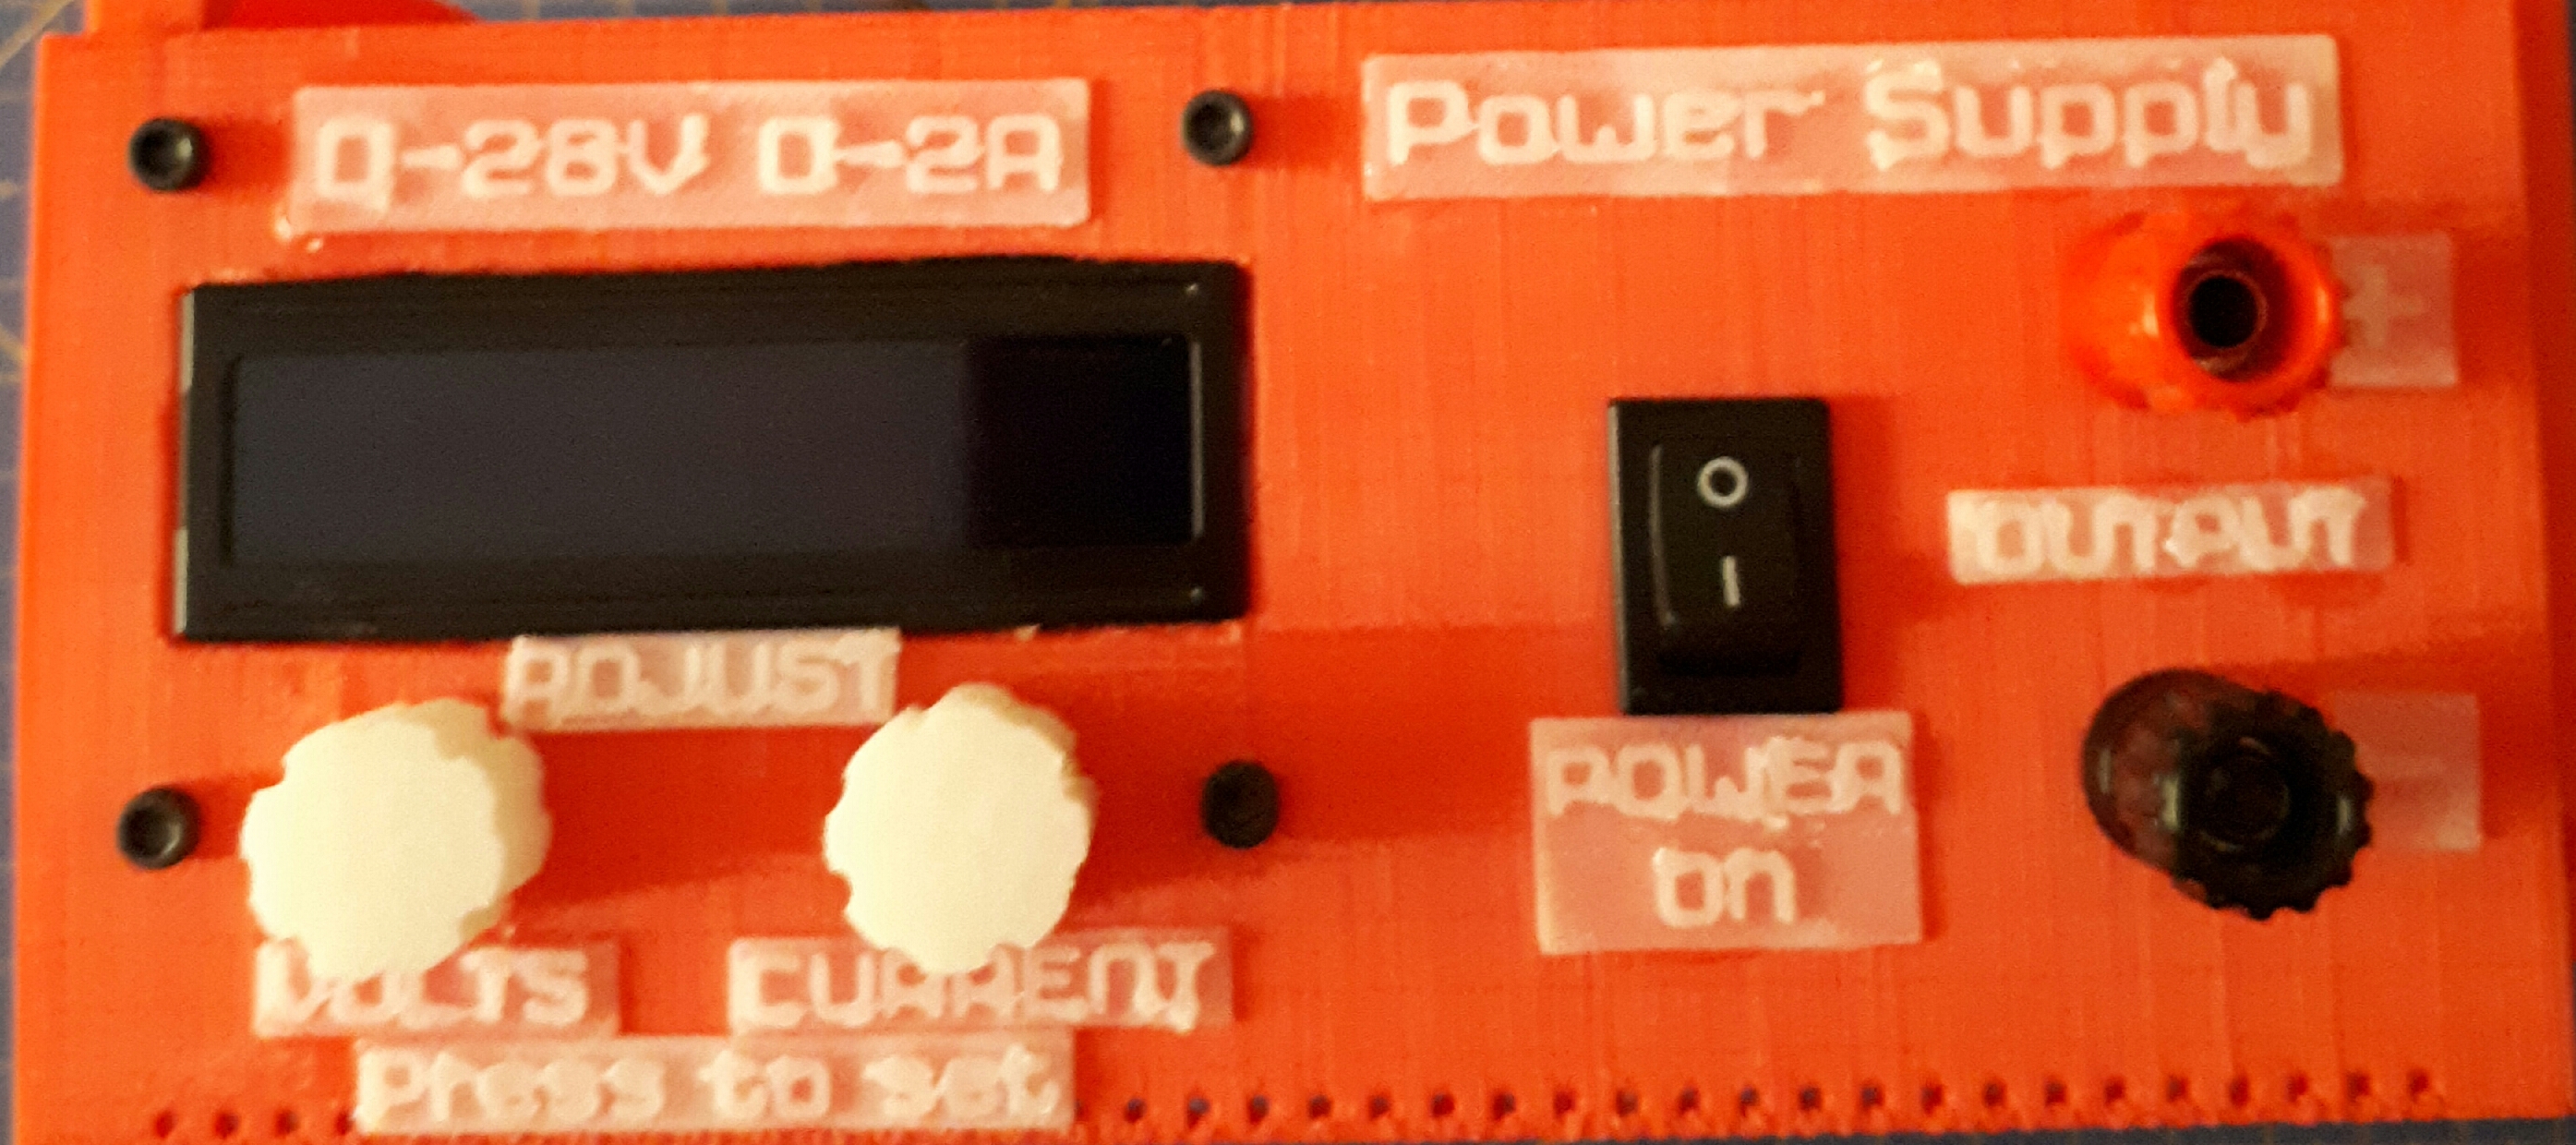 0-28V 0-2A
Power Supply
+
O
I
OUTPUT
ADJUST
-
POWER
On
VOLTS
CURRENT
Press to set